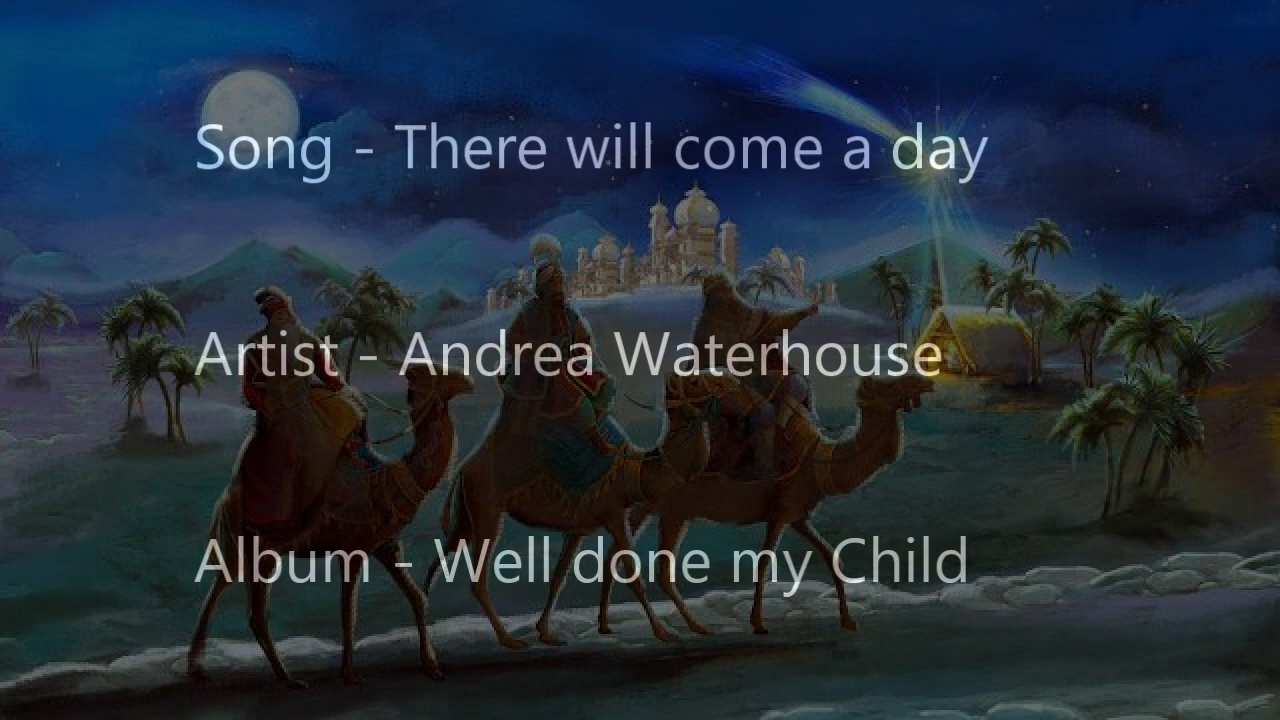 Song - There will come a day
Artist - Andrea Waterhouse
Album - Well done my Child